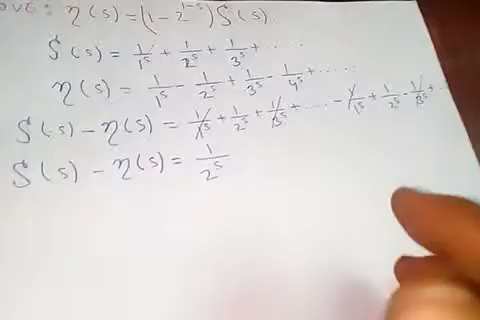 OVE: η(s) = (1 - 2^{1-s}) ζ(s)
ζ(s) = 1/1^s + 1/2^s + 1/3^s + ....
η(s) = 1/1^s - 1/2^s + 1/3^s - 1/4^s + .....
ζ(s) - η(s) = 1/1^s + 1/2^s + 1/3^s + .... - 1/1^s + 1/2^s - 1/3^s + ..
ζ(s) - η(s) = 1/2^s